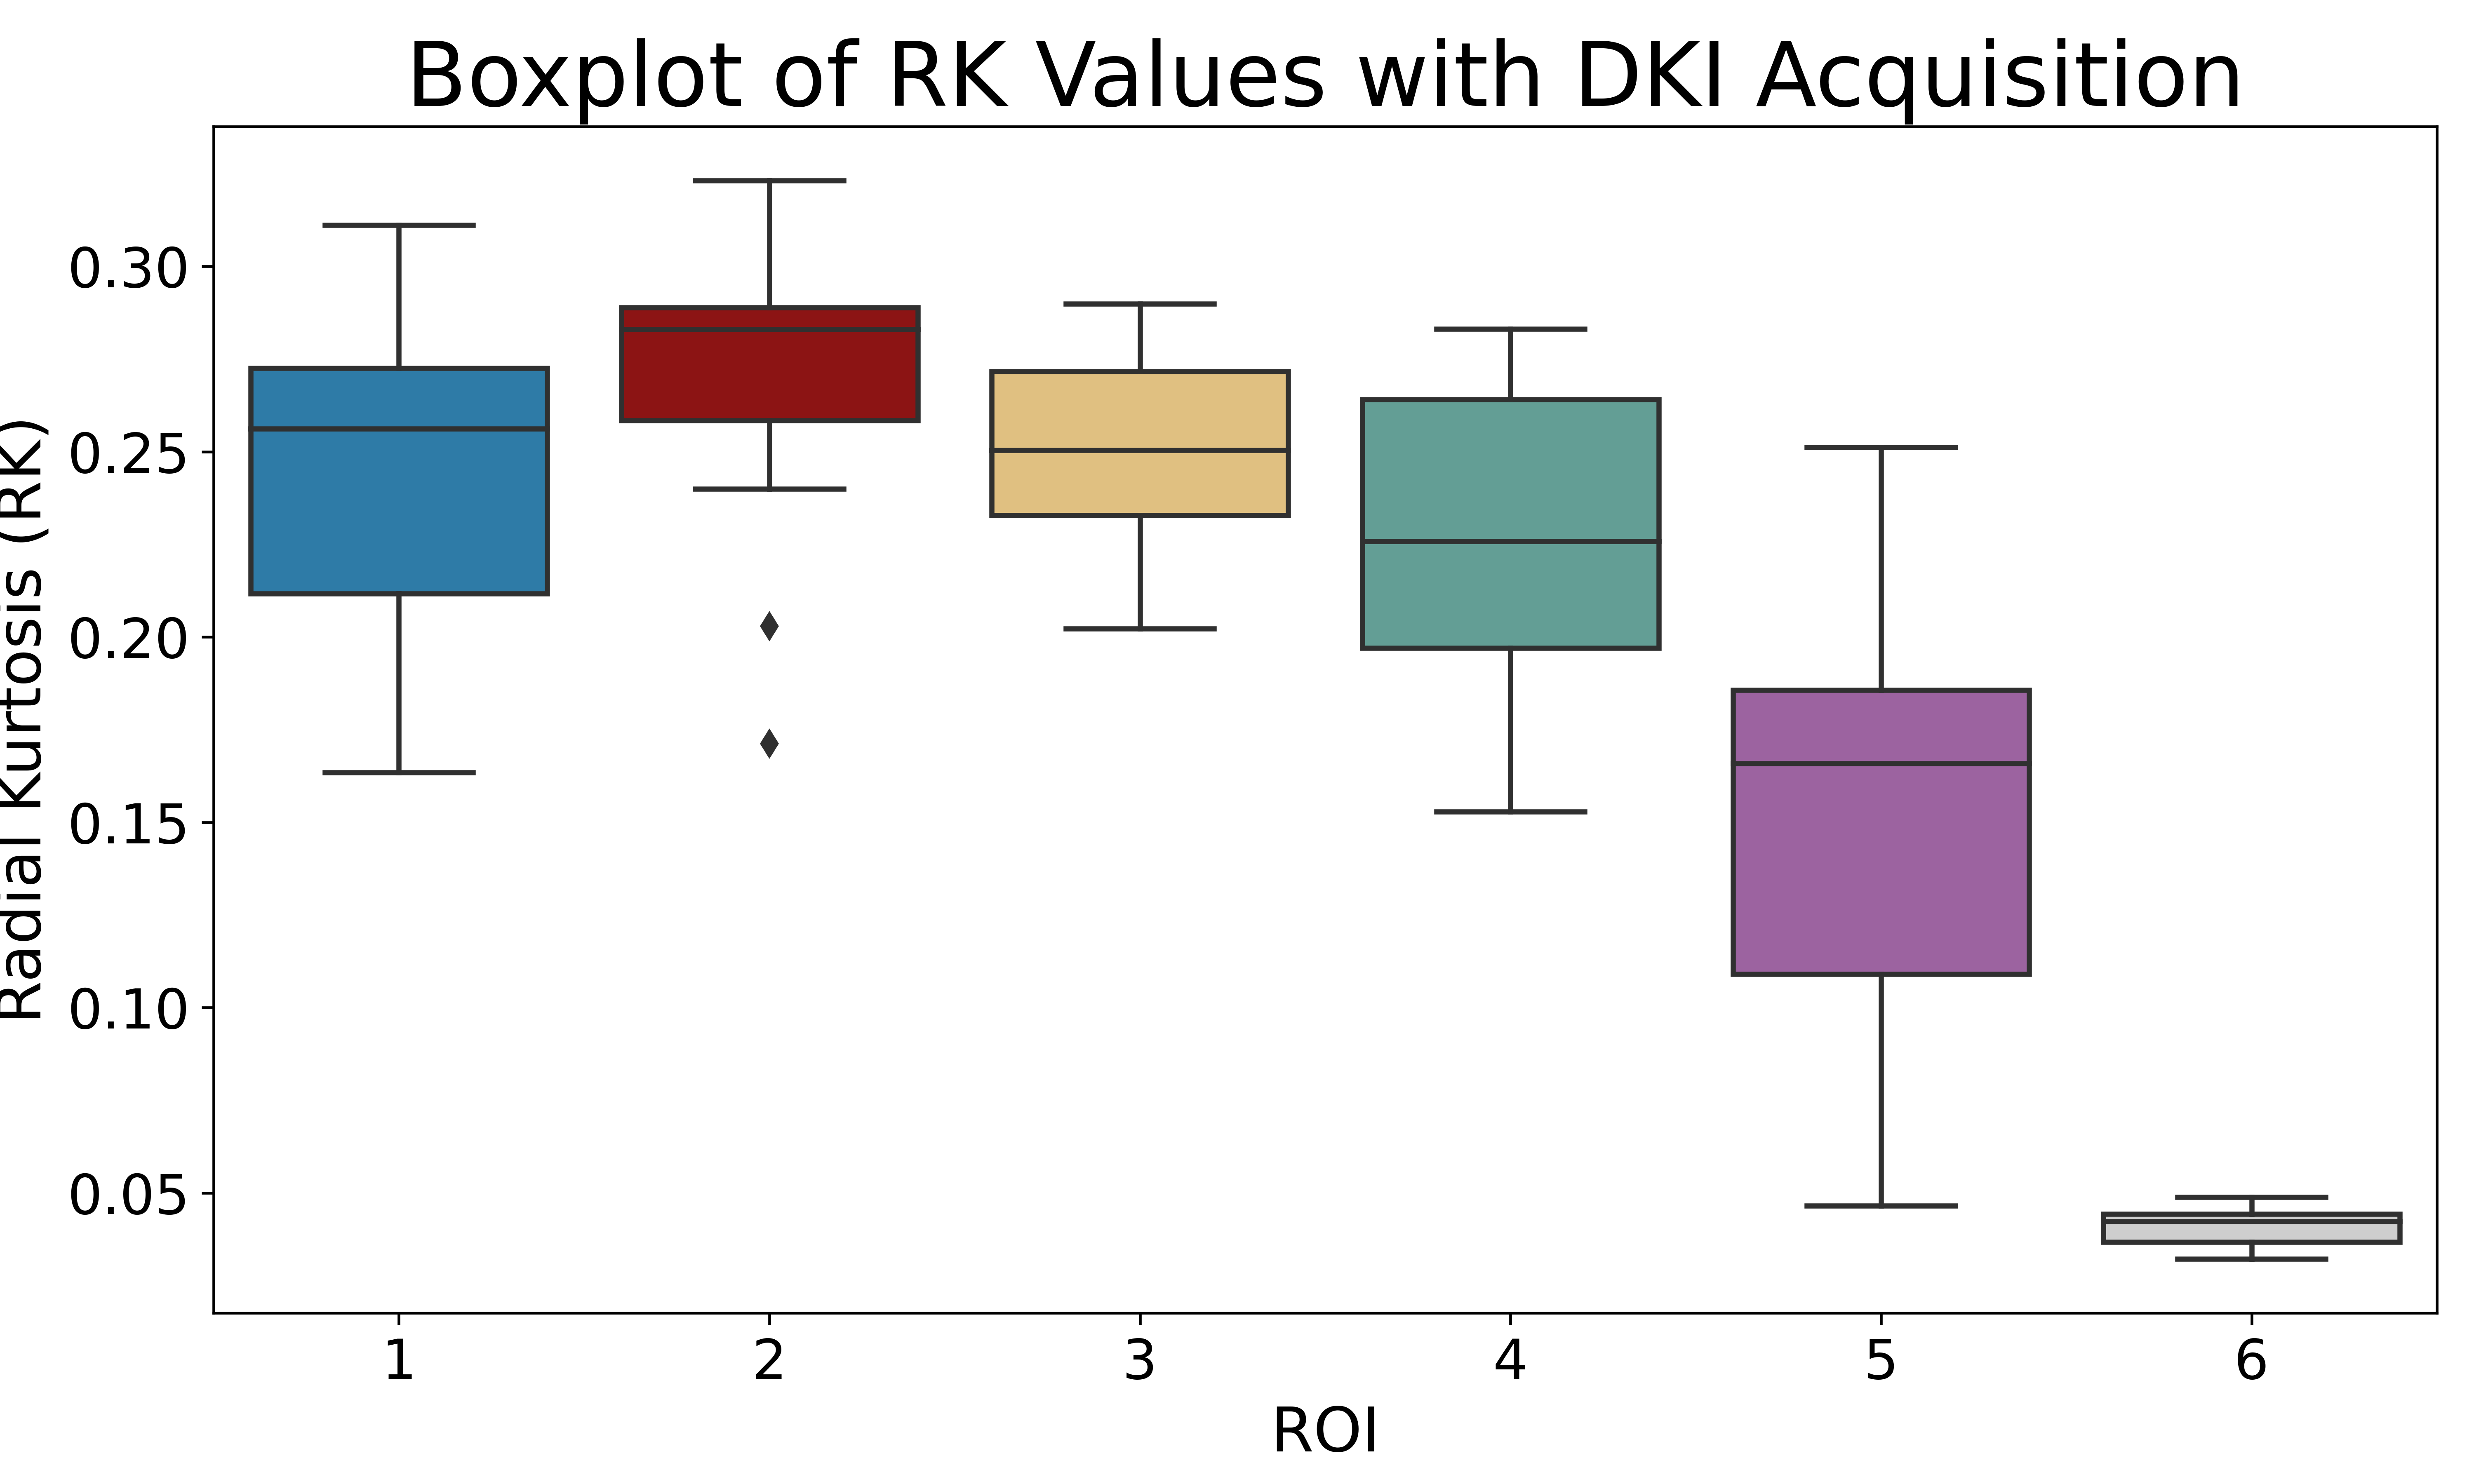 Boxplot of RK Values with DKI Acquisition
Radial Kurtosis (RK)
0.30
0.25
0.20
0.15
0.10
0.05
1 2 3 4 5 6
ROI